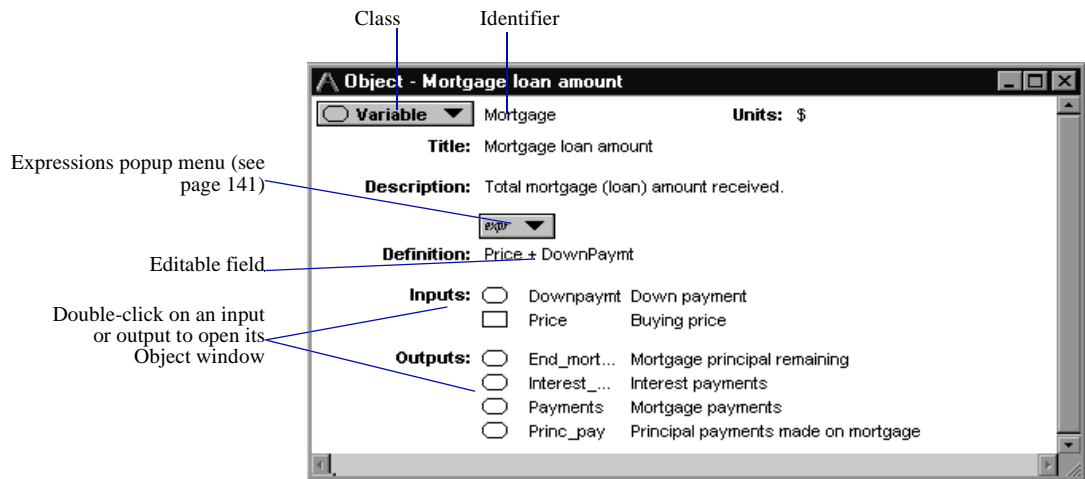 Class Identifier
Object - Mortgage loan amount
Variable Mortgage Units: $
Title: Mortgage loan amount
Expressions popup menu (see
page 141)
Description: Total mortgage (loan) amount received.
expr
Definition: Price + DownPaymt
Editable field
Inputs: Downpaymt Down payment
Price Buying price
Double-click on an input
or output to open its
Object window
Outputs: End_mort... Mortgage principal remaining
Interest_... Interest payments
Payments Mortgage payments
Princ_pay Principal payments made on mortgage